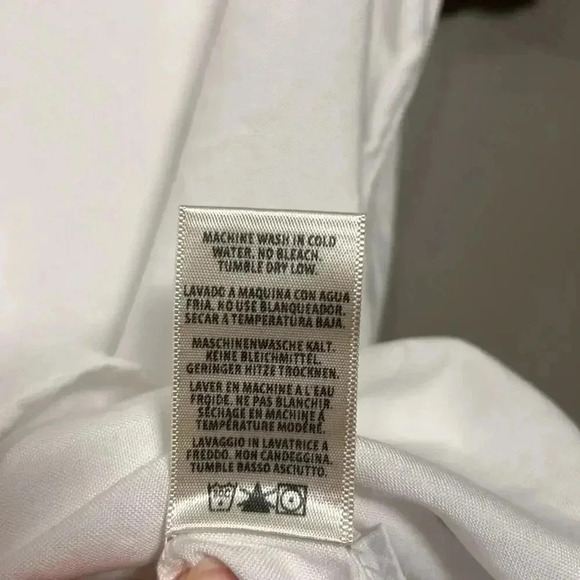 MACHINE WASH IN COLD
WATER. NO BLEACH.
TUMBLE DRY LOW.
LAVADO A MAQUINA CON AGUA
FRIA. NO USE BLANQUEADOR.
SECAR A TEMPERATURA BAJA.
MASCHINENWASCHE KALT.
KEINE BLEICHMITTEL.
GERINGER HITZE TROCKNEN.
LAVER EN MACHINE A L'EAU
FROIDE. NE PAS BLANCHIR.
SÉCHAGE EN MACHINE À
TEMPÉRATURE MODÉRÉ.
LAVAGGIO IN LAVATRICE A
FREDDO. NON CANDEGGINA.
TUMBLE BASSO ASCIUTTO.